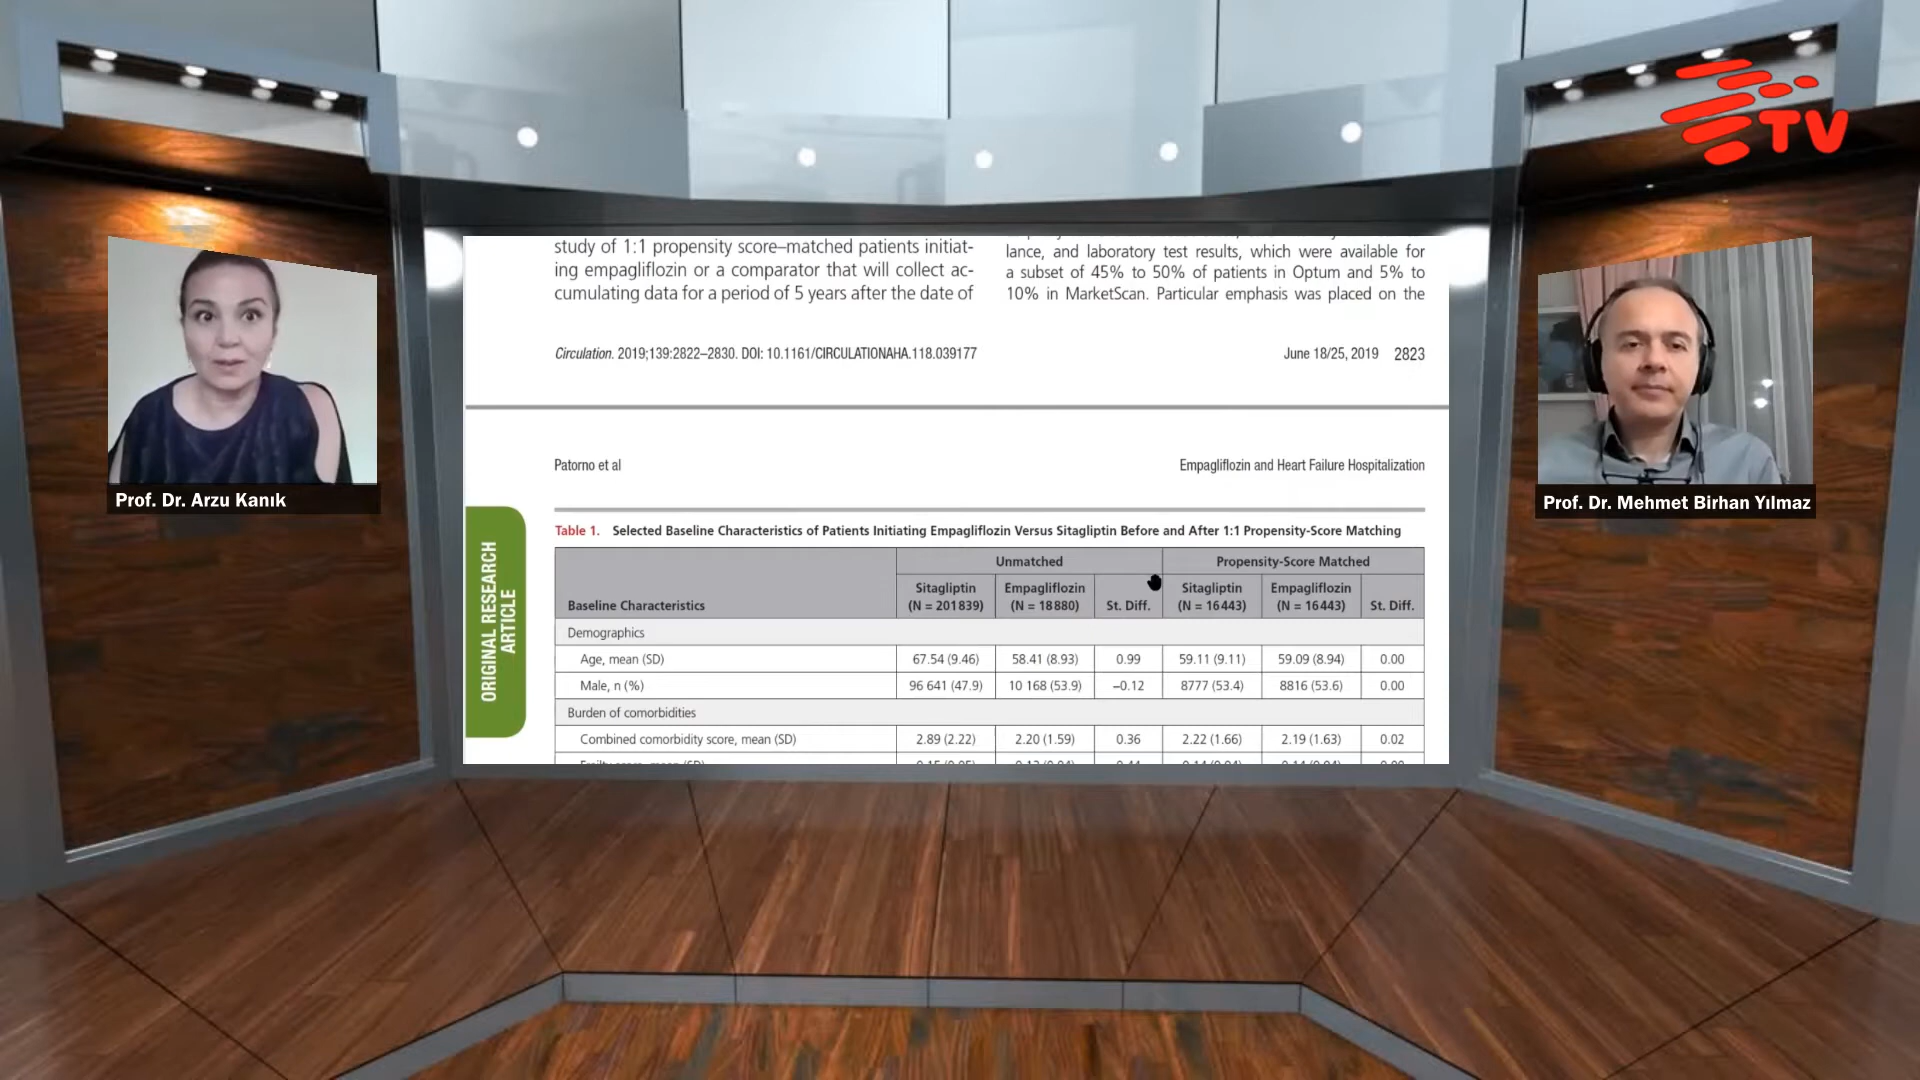 TV
study of 1:1 propensity score–matched patients initiat-
ing empagliflozin or a comparator that will collect ac-
cumulating data for a period of 5 years after the date of
lance, and laboratory test results, which were available for
a subset of 45% to 50% of patients in Optum and 5% to
10% in MarketScan. Particular emphasis was placed on the
Circulation. 2019;139:2822–2830. DOI: 10.1161/CIRCULATIONAHA.118.039177
June 18/25, 2019 2823
Prof. Dr. Arzu Kanık
Prof. Dr. Mehmet Birhan Yılmaz
Patorno et al
Empagliflozin and Heart Failure Hospitalization
ORIGINAL RESEARCH
ARTICLE
Table 1. Selected Baseline Characteristics of Patients Initiating Empagliflozin Versus Sitagliptin Before and After 1:1 Propensity-Score Matching
Unmatched Propensity-Score Matched
Baseline Characteristics Sitagliptin (N = 201 839) Empagliflozin (N = 18 880) St. Diff. Sitagliptin (N = 16 443) Empagliflozin (N = 16 443) St. Diff.
Demographics
Age, mean (SD) 67.54 (9.46) 58.41 (8.93) 0.99 59.11 (9.11) 59.09 (8.94) 0.00
Male, n (%) 96 641 (47.9) 10 168 (53.9) –0.12 8777 (53.4) 8816 (53.6) 0.00
Burden of comorbidities
Combined comorbidity score, mean (SD) 2.89 (2.22) 2.20 (1.59) 0.36 2.22 (1.66) 2.19 (1.63) 0.02